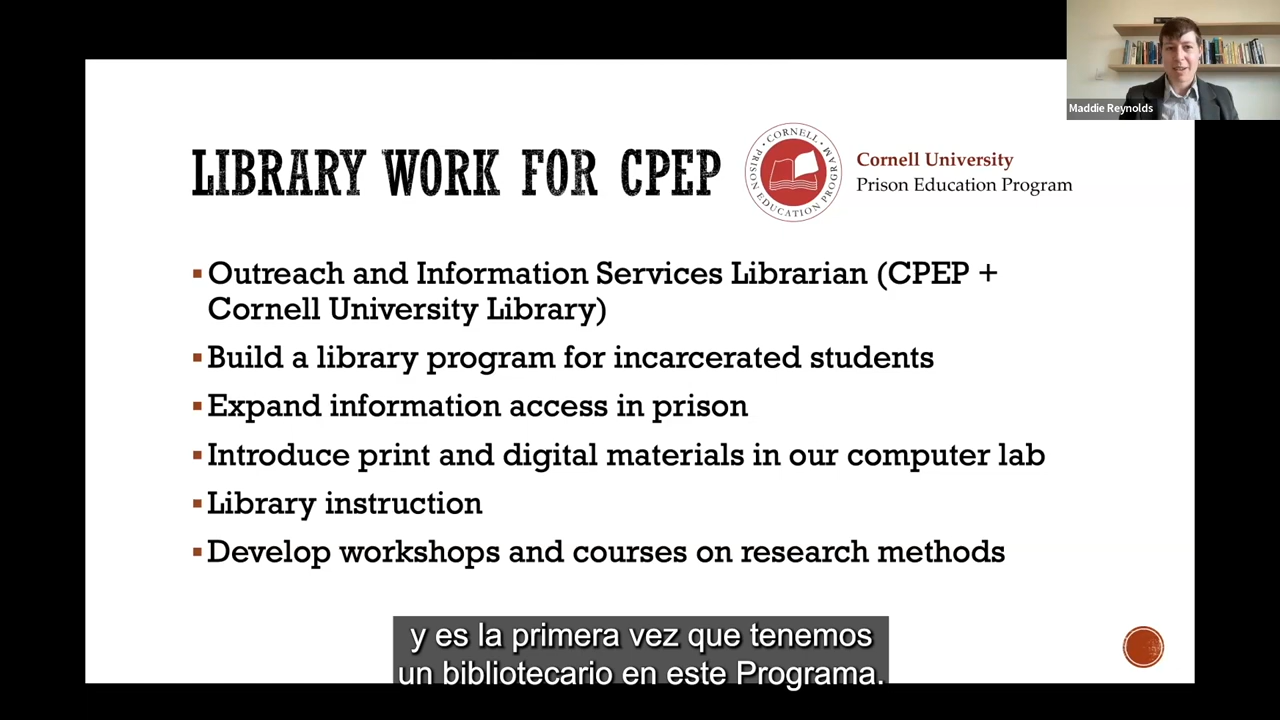 Maddie Reynolds
LIBRARY WORK FOR CPEP
CORNELL
PRISON EDUCATION PROGRAM
Cornell University
Prison Education Program
▪Outreach and Information Services Librarian (CPEP +
Cornell University Library)
▪Build a library program for incarcerated students
▪Expand information access in prison
▪Introduce print and digital materials in our computer lab
▪Library instruction
▪Develop workshops and courses on research methods
y es la primera vez que tenemos
un bibliotecario en este Programa.